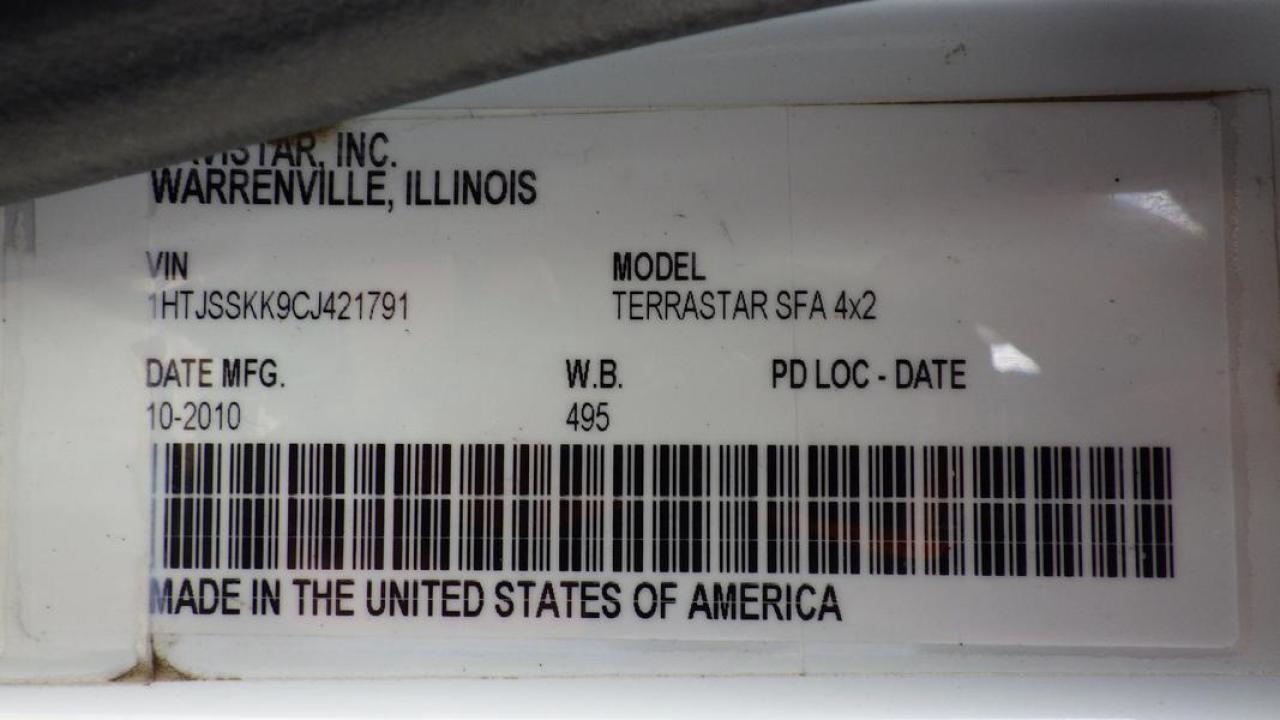 INC.
WARRENVILLE, ILLINOIS
VIN MODEL
1HTJSSKK9CJ421791 TERRASTAR SFA 4x2
DATE MFG. W.B. PD LOC - DATE
10-2010 495
MADE IN THE UNITED STATES OF AMERICA